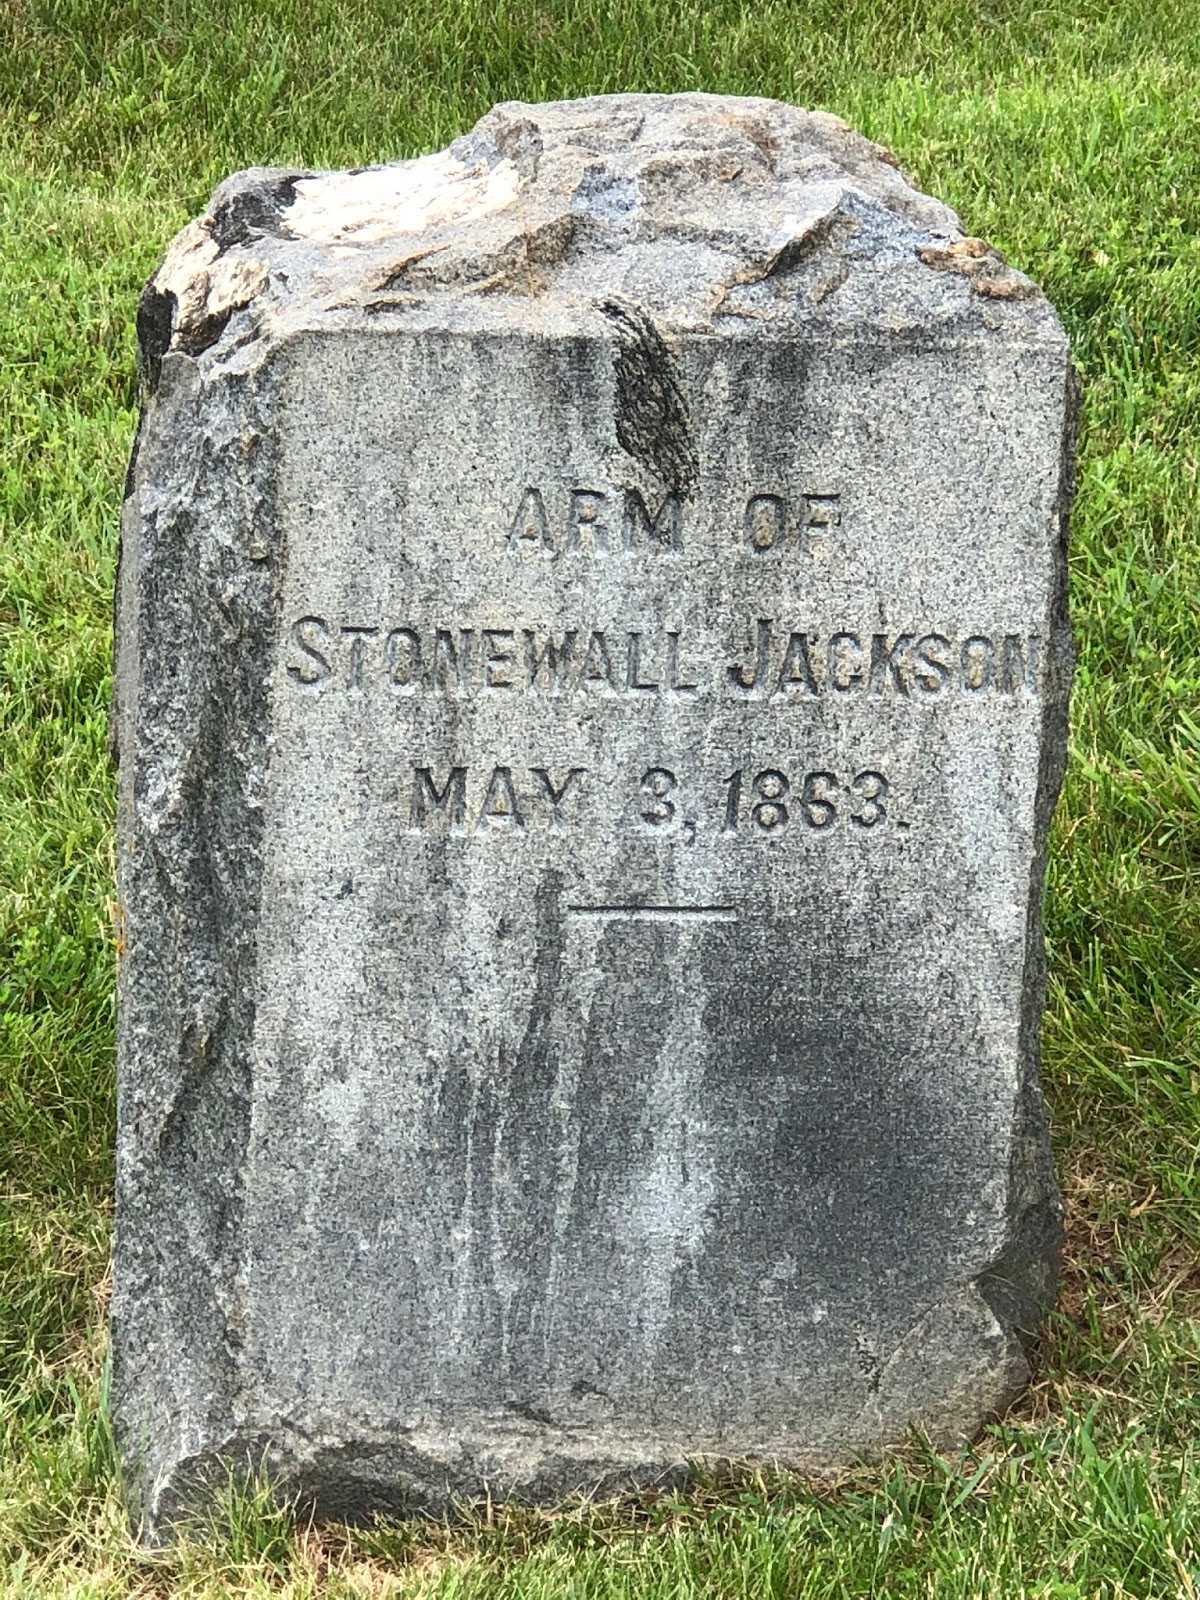 ARM OF
STONEWALL JACKSON
MAY 3, 1863.